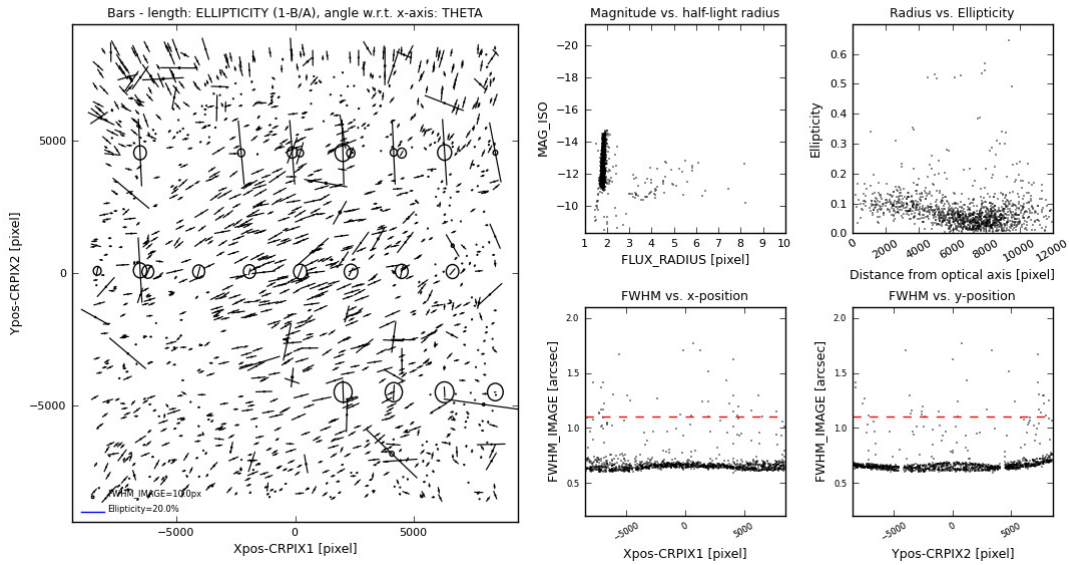 Bars - length: ELLIPTICITY (1-B/A), angle w.r.t. x-axis: THETA
Ypos-CRPIX2 [pixel]
5000
0
−5000
FWHM_IMAGE=10.0px
Ellipticity=20.0%
−5000
0
5000
Xpos-CRPIX1 [pixel]
Magnitude vs. half-light radius
MAG_ISO
−20
−18
−16
−14
−12
−10
1 2 3 4 5 6 7 8 9 10
FLUX_RADIUS [pixel]
Radius vs. Ellipticity
Ellipticity
0.6
0.5
0.4
0.3
0.2
0.1
0.0
0 2000 4000 6000 8000 10000 12000
Distance from optical axis [pixel]
FWHM vs. x-position
FWHM_IMAGE [arcsec]
2.0
1.5
1.0
0.5
−5000
0
5000
Xpos-CRPIX1 [pixel]
FWHM vs. y-position
FWHM_IMAGE [arcsec]
2.0
1.5
1.0
0.5
−5000
0
5000
Ypos-CRPIX2 [pixel]